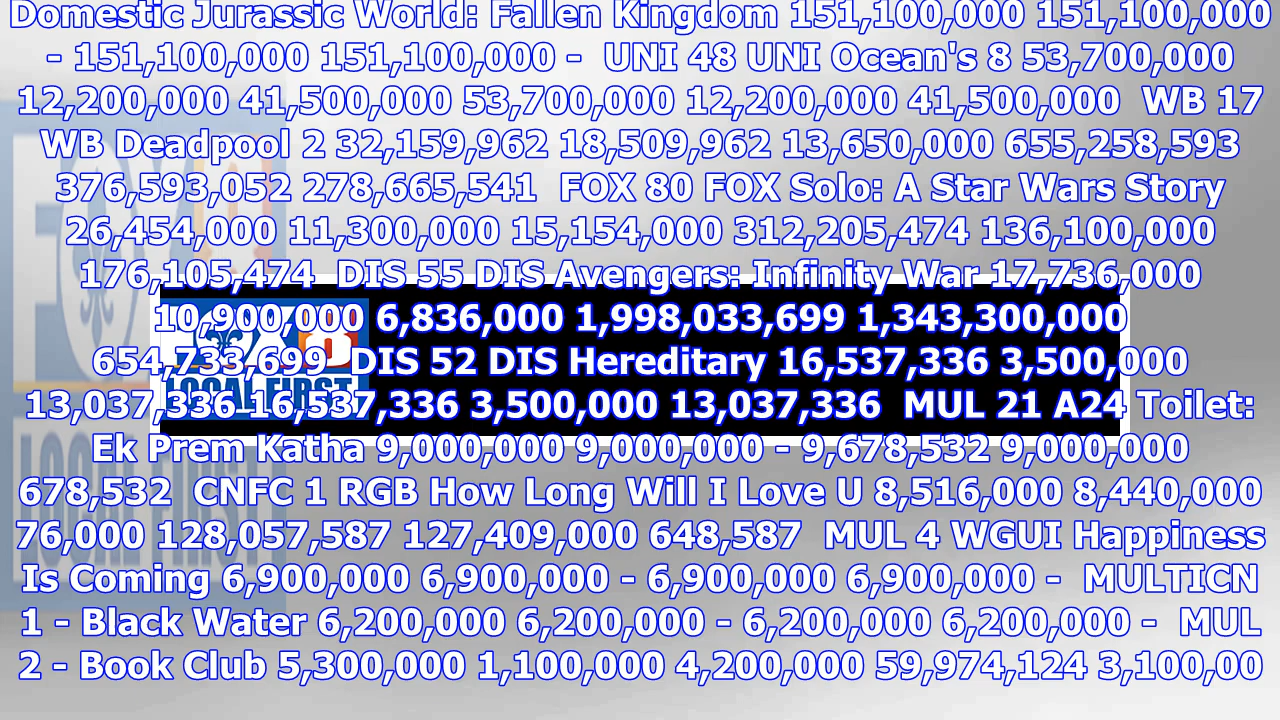 Domestic Jurassic World: Fallen Kingdom 151,100,000 151,100,000
- 151,100,000 151,100,000 - UNI 48 UNI Ocean's 8 53,700,000
12,200,000 41,500,000 53,700,000 12,200,000 41,500,000 WB 17
WB Deadpool 2 32,159,962 18,509,962 13,650,000 655,258,593
376,593,052 278,665,541 FOX 80 FOX Solo: A Star Wars Story
26,454,000 11,300,000 15,154,000 312,205,474 136,100,000
176,105,474 DIS 55 DIS Avengers: Infinity War 17,736,000
10,900,000 6,836,000 1,998,033,699 1,343,300,000
654,733,699 DIS 52 DIS Hereditary 16,537,336 3,500,000
13,037,336 16,537,336 3,500,000 13,037,336 MUL 21 A24 Toilet:
Ek Prem Katha 9,000,000 9,000,000 - 9,678,532 9,000,000
678,532 CNFC 1 RGB How Long Will I Love U 8,516,000 8,440,000
76,000 128,057,587 127,409,000 648,587 MUL 4 WGUI Happiness
Is Coming 6,900,000 6,900,000 - 6,900,000 6,900,000 - MULTICN
1 - Black Water 6,200,000 6,200,000 - 6,200,000 6,200,000 - MUL
2 - Book Club 5,300,000 1,100,000 4,200,000 59,974,124 3,100,00
FOX 8
LOCAL FIRST
LOCAL FIRST